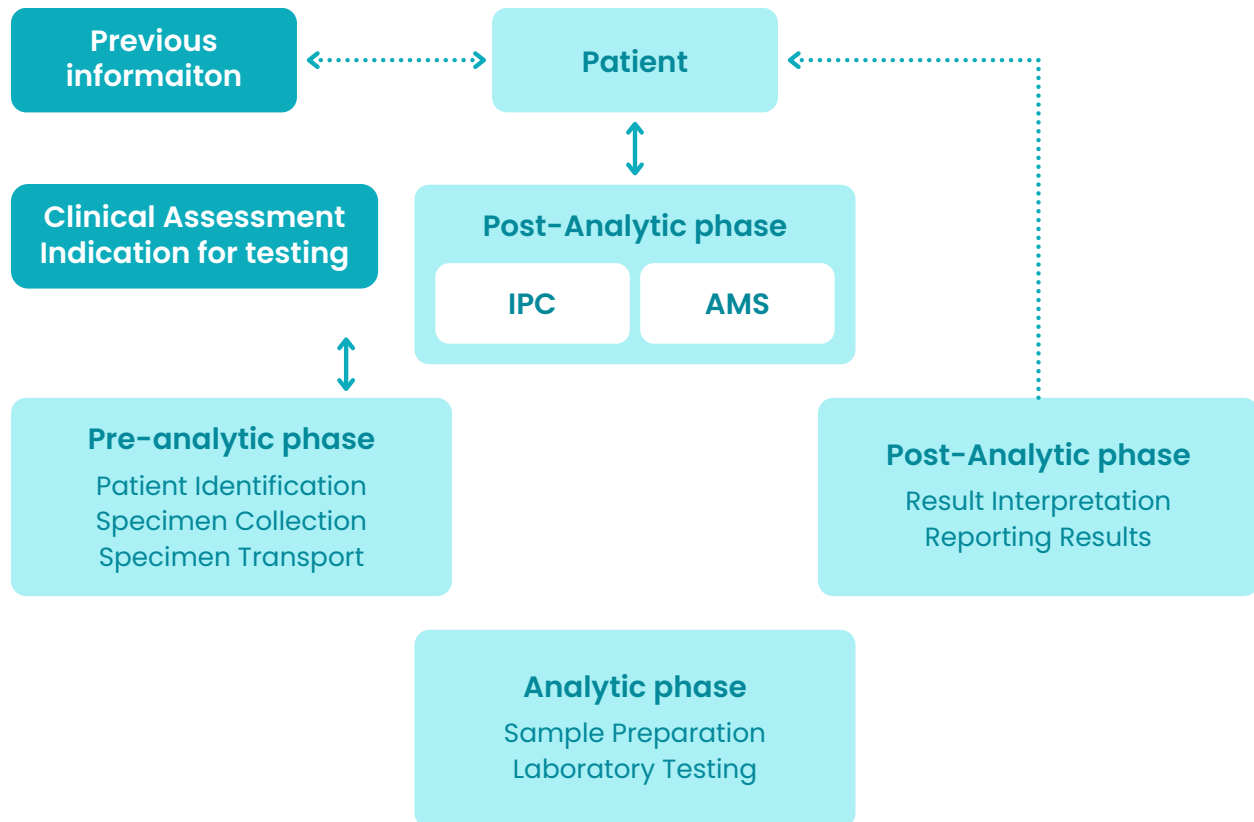 Previous
informaiton
Patient
Clinical Assessment
Indication for testing
Post-Analytic phase
IPC
AMS
Pre-analytic phase
Patient Identification
Specimen Collection
Specimen Transport
Post-Analytic phase
Result Interpretation
Reporting Results
Analytic phase
Sample Preparation
Laboratory Testing